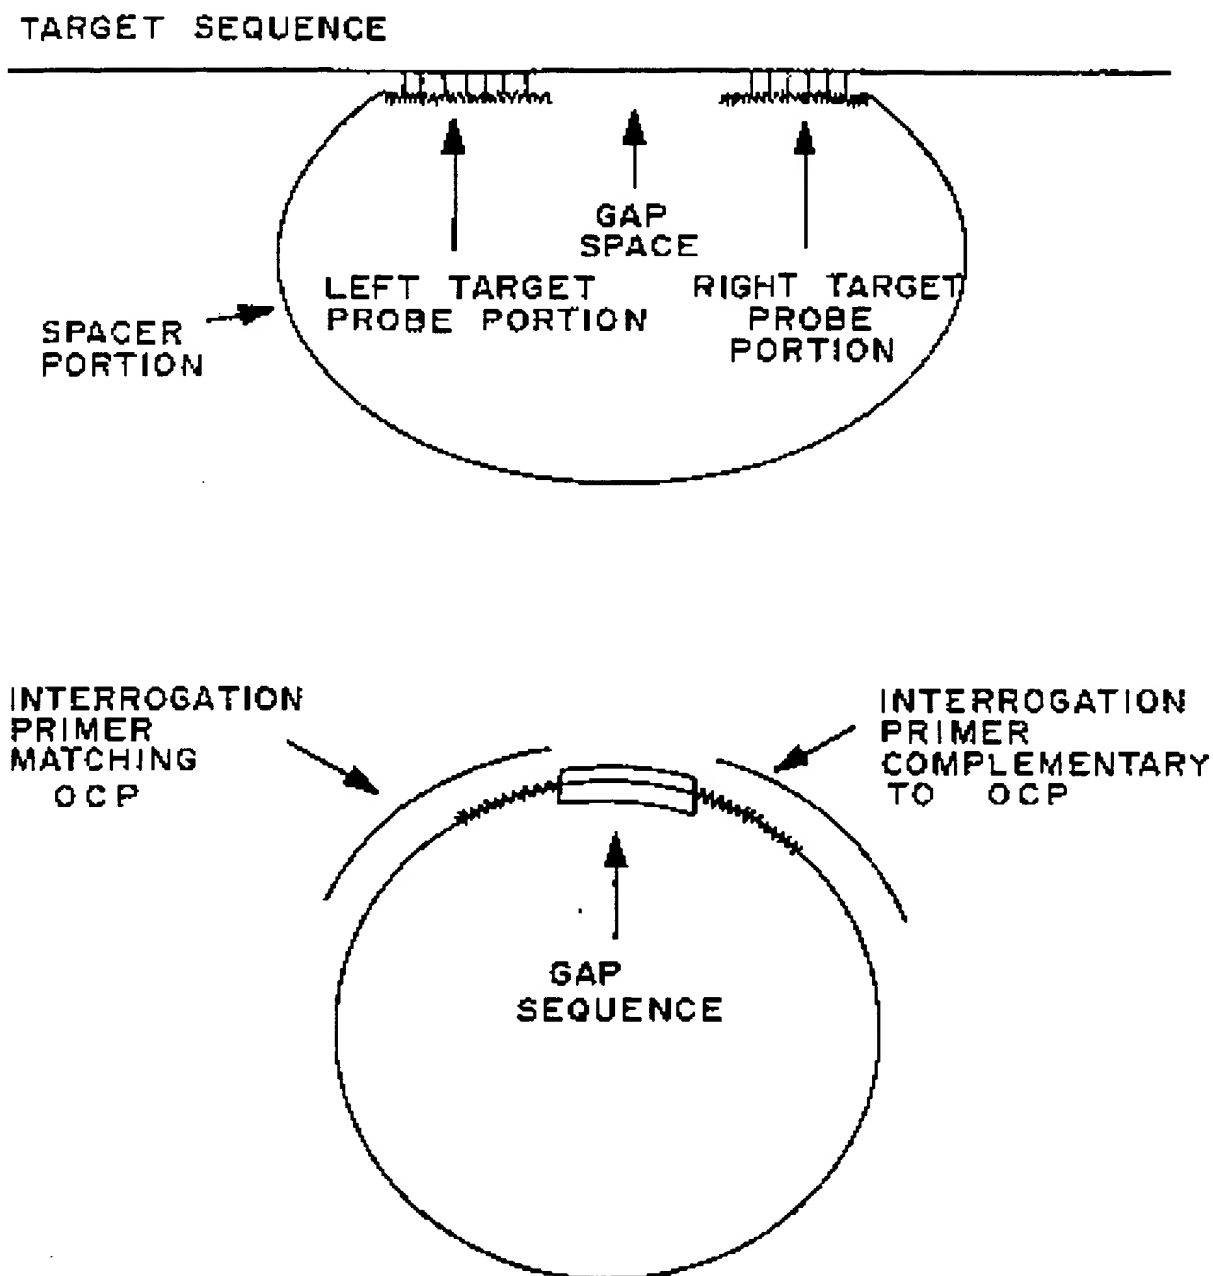 TARGET SEQUENCE
GAP
SPACE
LEFT TARGET
PROBE PORTION
RIGHT TARGET
PROBE
PORTION
SPACER
PORTION
INTERROGATION
PRIMER
MATCHING
OCP
INTERROGATION
PRIMER
COMPLEMENTARY
TO OCP
GAP
SEQUENCE